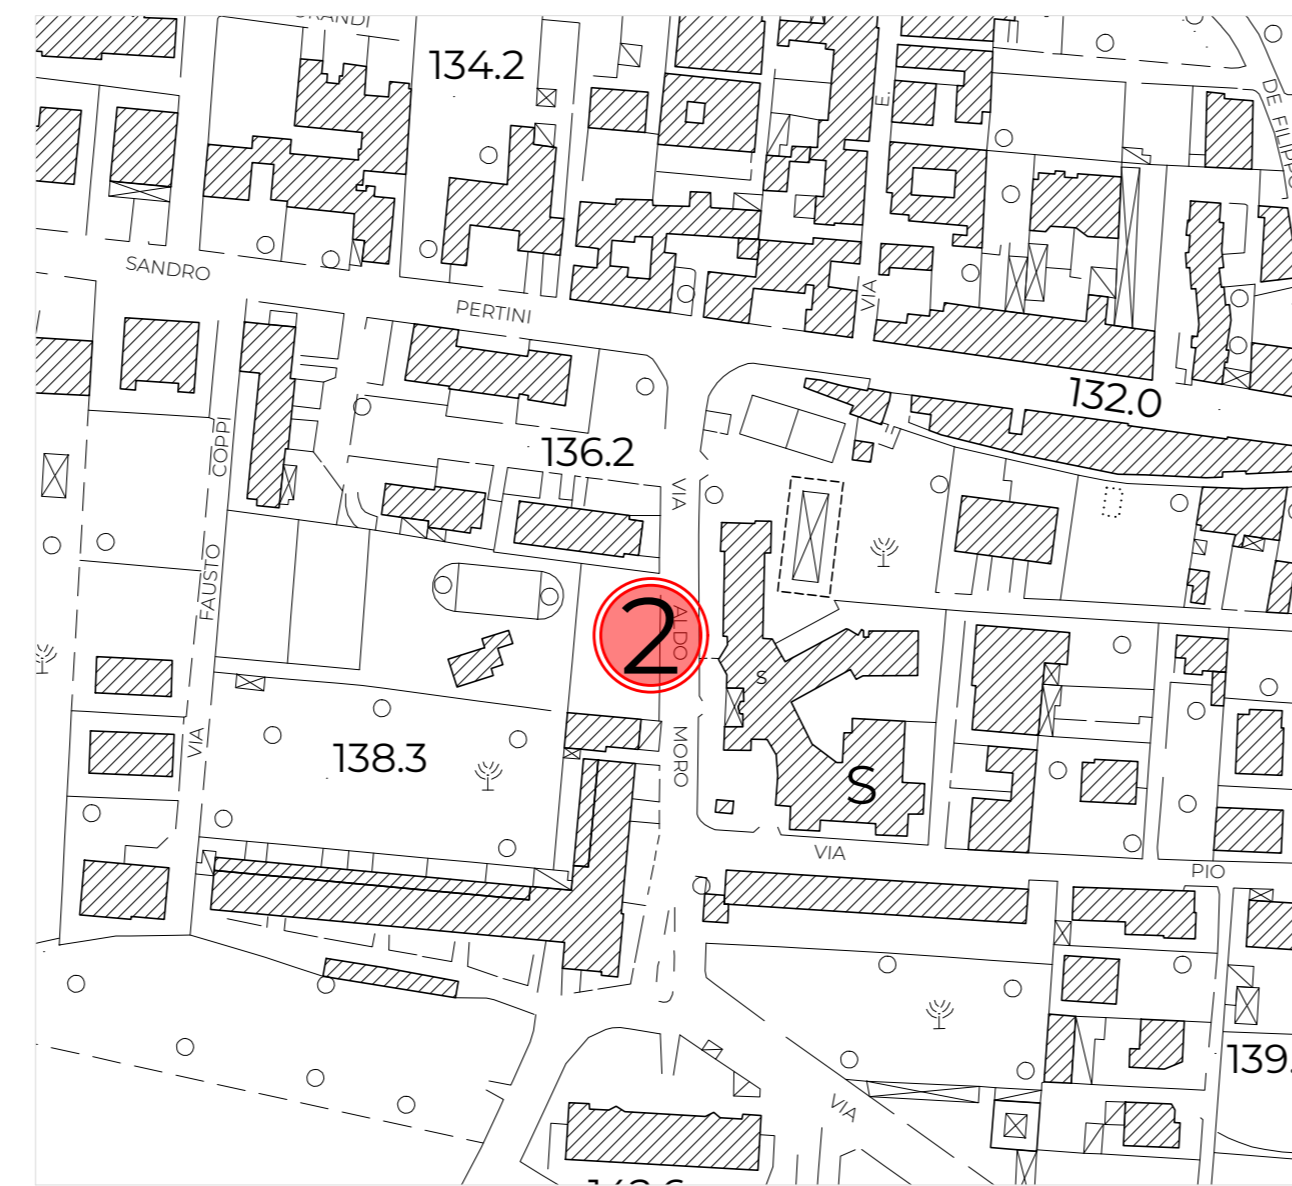 134.2
E.
DE FILIPPO
SANDRO
PERTINI
VIA
132.0
COPPI
136.2
VIA
FAUSTO
2
ALDO
S
VIA
138.3
MORO
S
VIA
PIO
139.
VIA